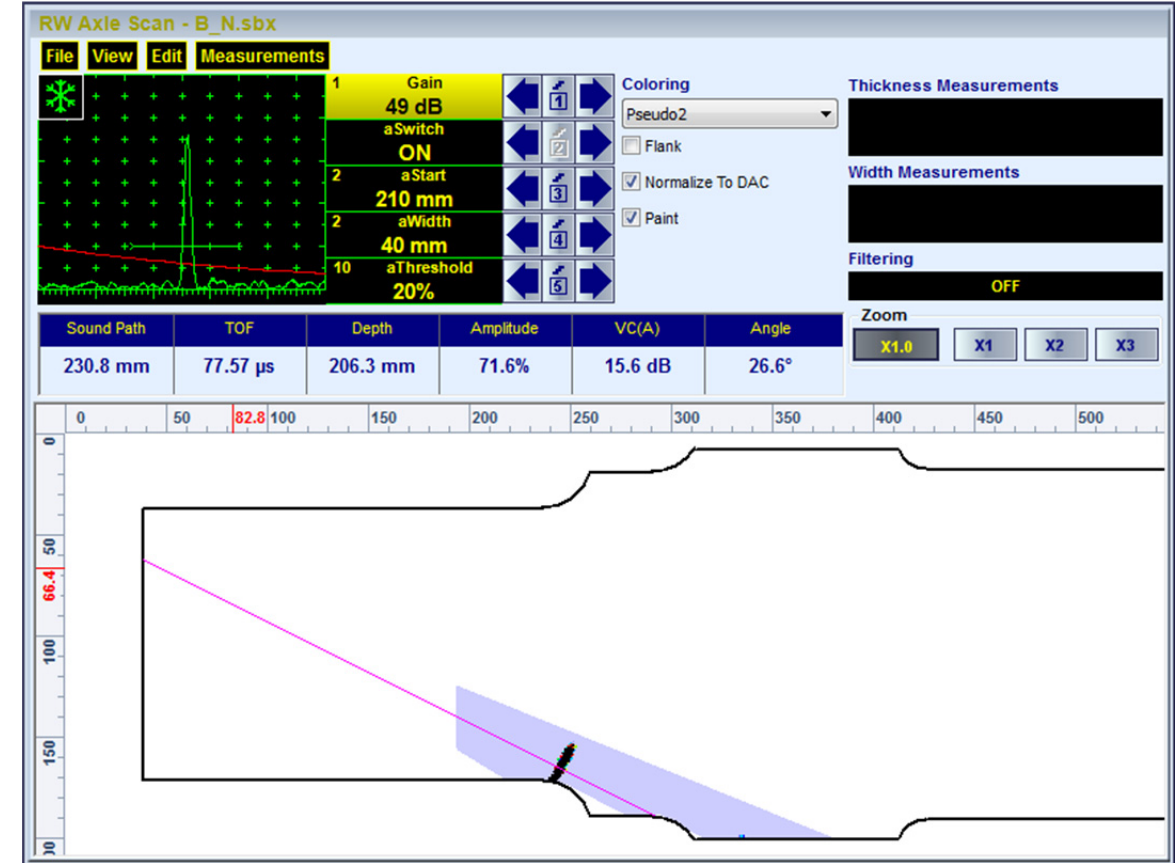 RW Axle Scan - B_N.sbx
File View Edit Measurements
1 Gain
49 dB
1
aSwitch
ON
2
2 aStart
210 mm
3
2 aWidth
40 mm
4
10 aThreshold
20%
5
Coloring
Pseudo2
Flank
Normalize To DAC
Paint
Thickness Measurements
Width Measurements
Filtering
OFF
Zoom
X1.0 X1 X2 X3
Sound Path TOF Depth Amplitude VC(A) Angle
230.8 mm 77.57 µs 206.3 mm 71.6% 15.6 dB 26.6°
0 50 82.8 100 150 200 250 300 350 400 450 500
0
50
66.4
100
150